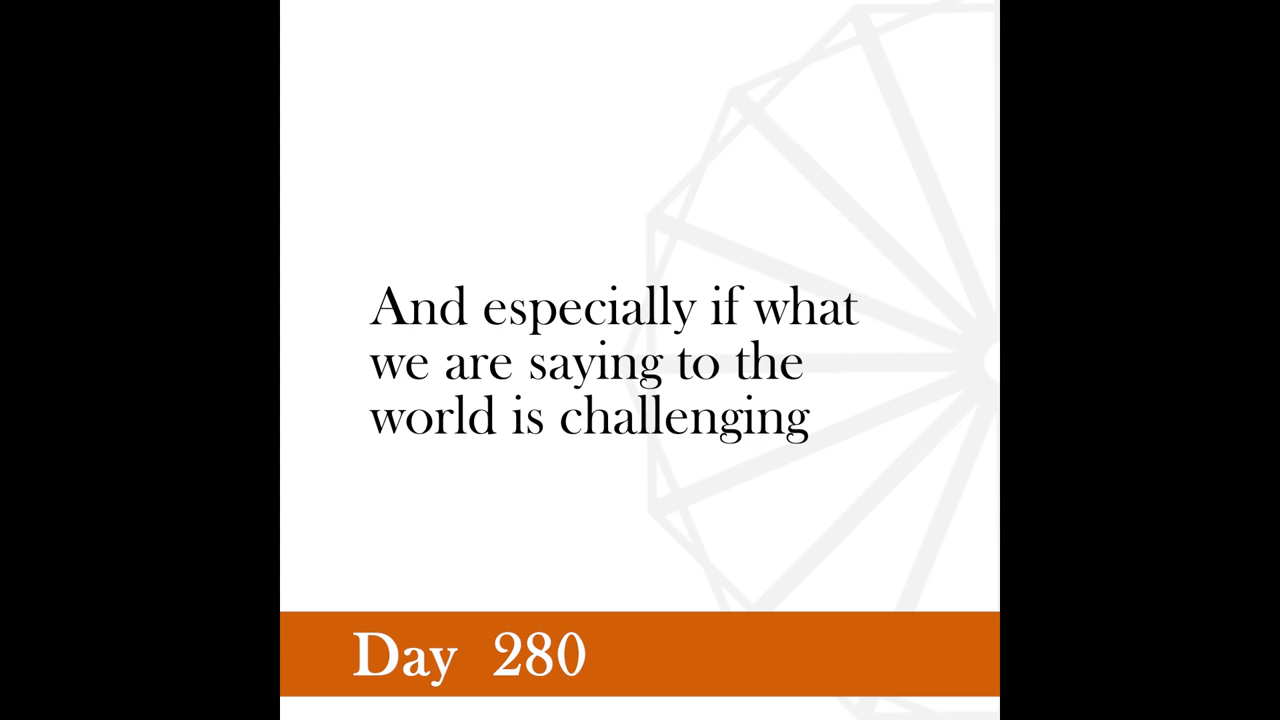 And especially if what
we are saying to the
world is challenging
Day 280